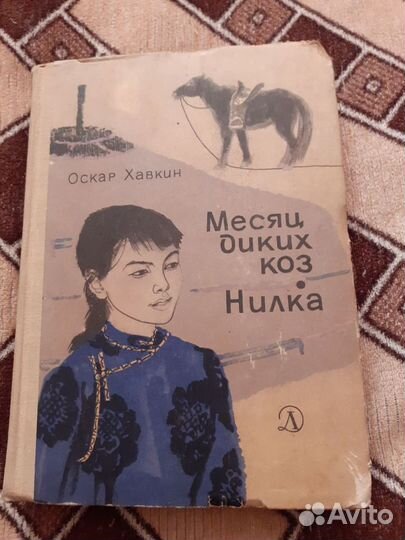 Оскар Хавкин
Месяц
диких
коз
•
Нилка
Д
Avito